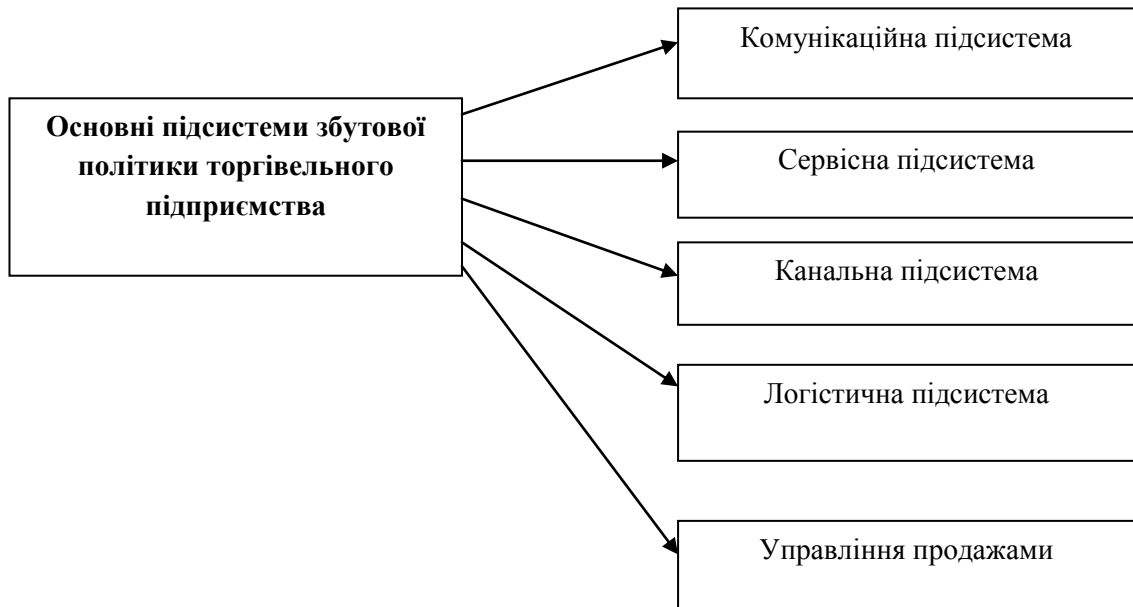 Комунікаційна підсистема
Основні підсистеми збутової
політики торгівельного
підприємства
Сервісна підсистема
Канальна підсистема
Логістична підсистема
Управління продажами